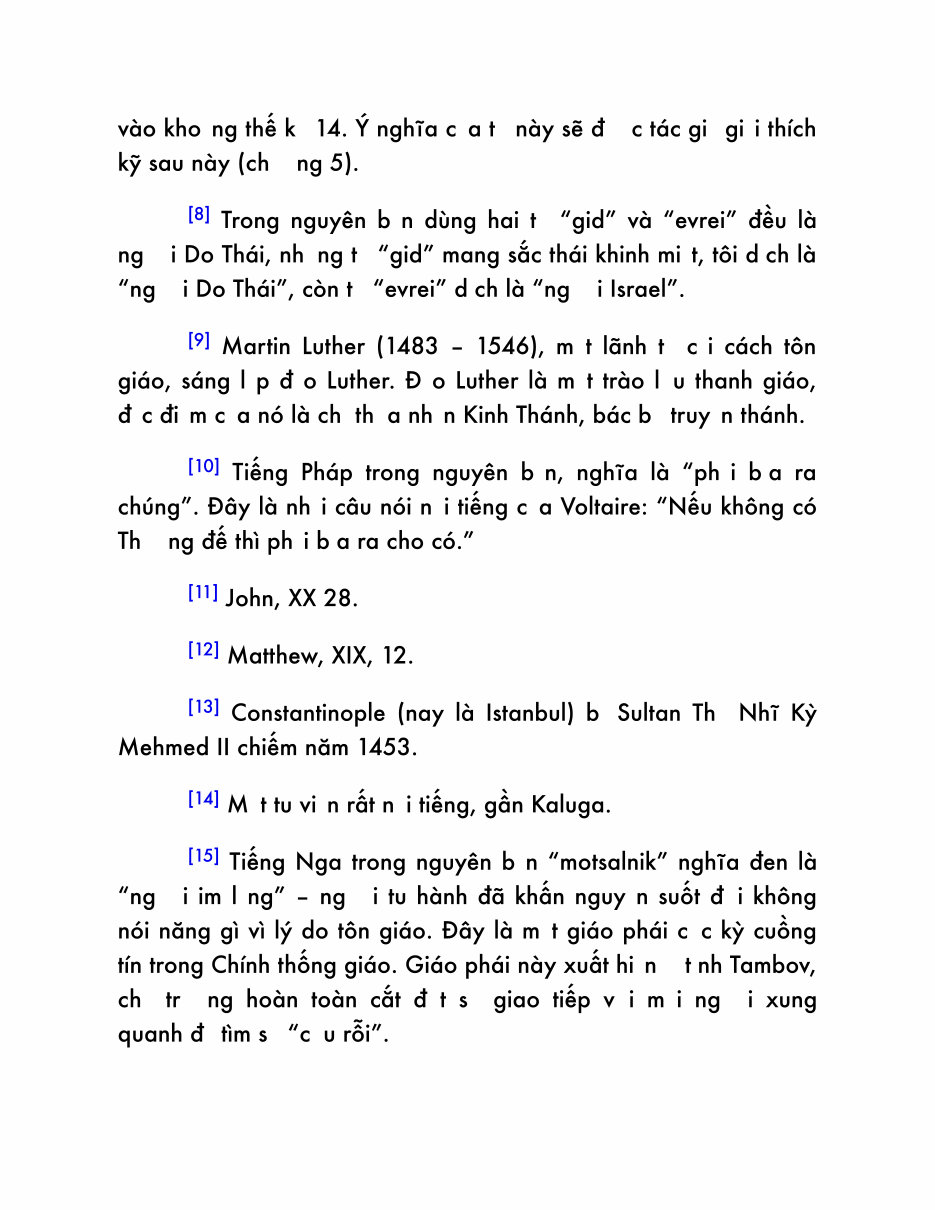 vào kho ng thế k 14. Ý nghĩa c a t này sẽ đ c tác gi gi i thích
kỹ sau này (ch ng 5).
[8] Trong nguyên b n dùng hai t “gid” và “evrei” đều là
ng i Do Thái, nh ng t “gid” mang sắc thái khinh mi t, tôi d ch là
“ng i Do Thái”, còn t “evrei” d ch là “ng i Israel”.
[9] Martin Luther (1483 – 1546), m t lãnh t c i cách tôn
giáo, sáng l p đ o Luther. Đ o Luther là m t trào l u thanh giáo,
đ c đi m c a nó là ch th a nh n Kinh Thánh, bác b truy n thánh.
[10] Tiếng Pháp trong nguyên b n, nghĩa là “ph i b a ra
chúng”. Đây là nh i câu nói n i tiếng c a Voltaire: “Nếu không có
Th ng đế thì ph i b a ra cho có.”
[11] John, XX 28.
[12] Matthew, XIX, 12.
[13] Constantinople (nay là Istanbul) b Sultan Th Nhĩ Kỳ
Mehmed II chiếm năm 1453.
[14] M t tu vi n rất n i tiếng, gần Kaluga.
[15] Tiếng Nga trong nguyên b n “motsalnik” nghĩa đen là
“ng i im l ng” – ng i tu hành đã khấn nguy n suốt đ i không
nói năng gì vì lý do tôn giáo. Đây là m t giáo phái c c kỳ cuồng
tín trong Chính thống giáo. Giáo phái này xuất hi n t nh Tambov,
ch tr ng hoàn toàn cắt đ t s giao tiếp v i m i ng i xung
quanh đ tìm s “c u rỗi”.